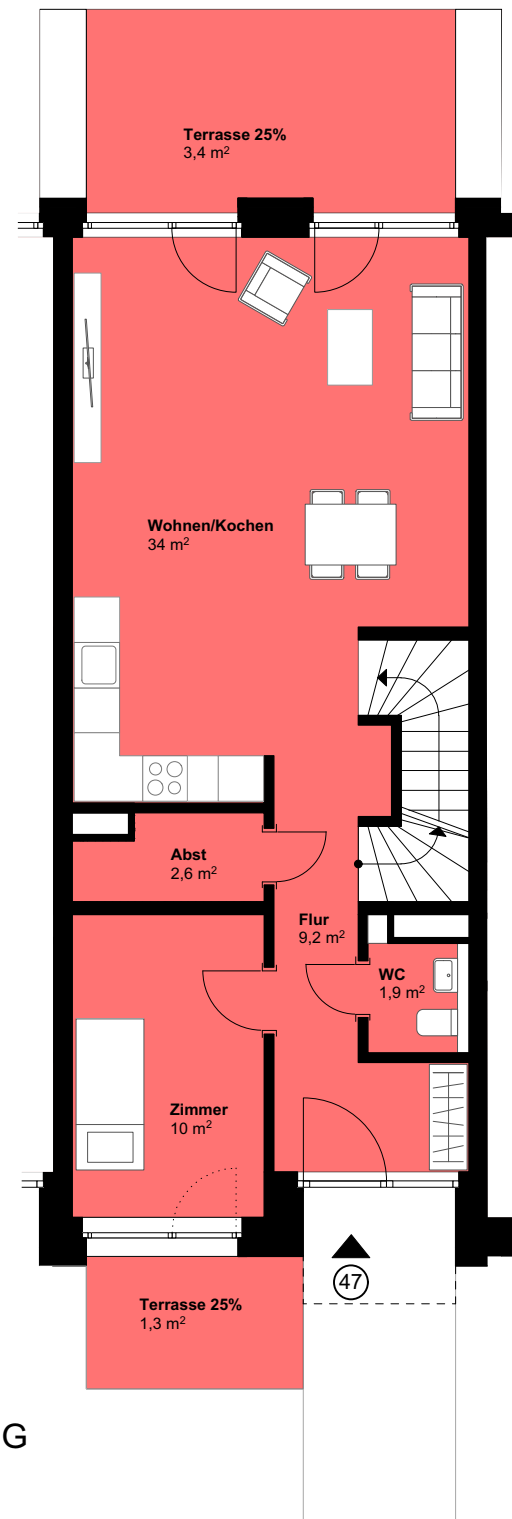 Terrasse 25%
3,4 m²
Wohnen/Kochen
34 m²
Abst
2,6 m²
Flur
9,2 m²
WC
1,9 m²
Zimmer
10 m²
47
Terrasse 25%
1,3 m²
G